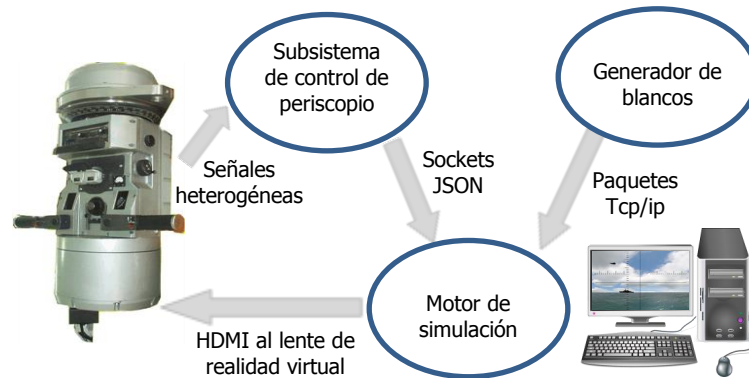 Subsistema
de control de
periscopio
Generador de
blancos
Señales
heterogéneas
Sockets
JSON
Paquetes
Tcp/ip
Motor de
simulación
HDMI al lente de
realidad virtual